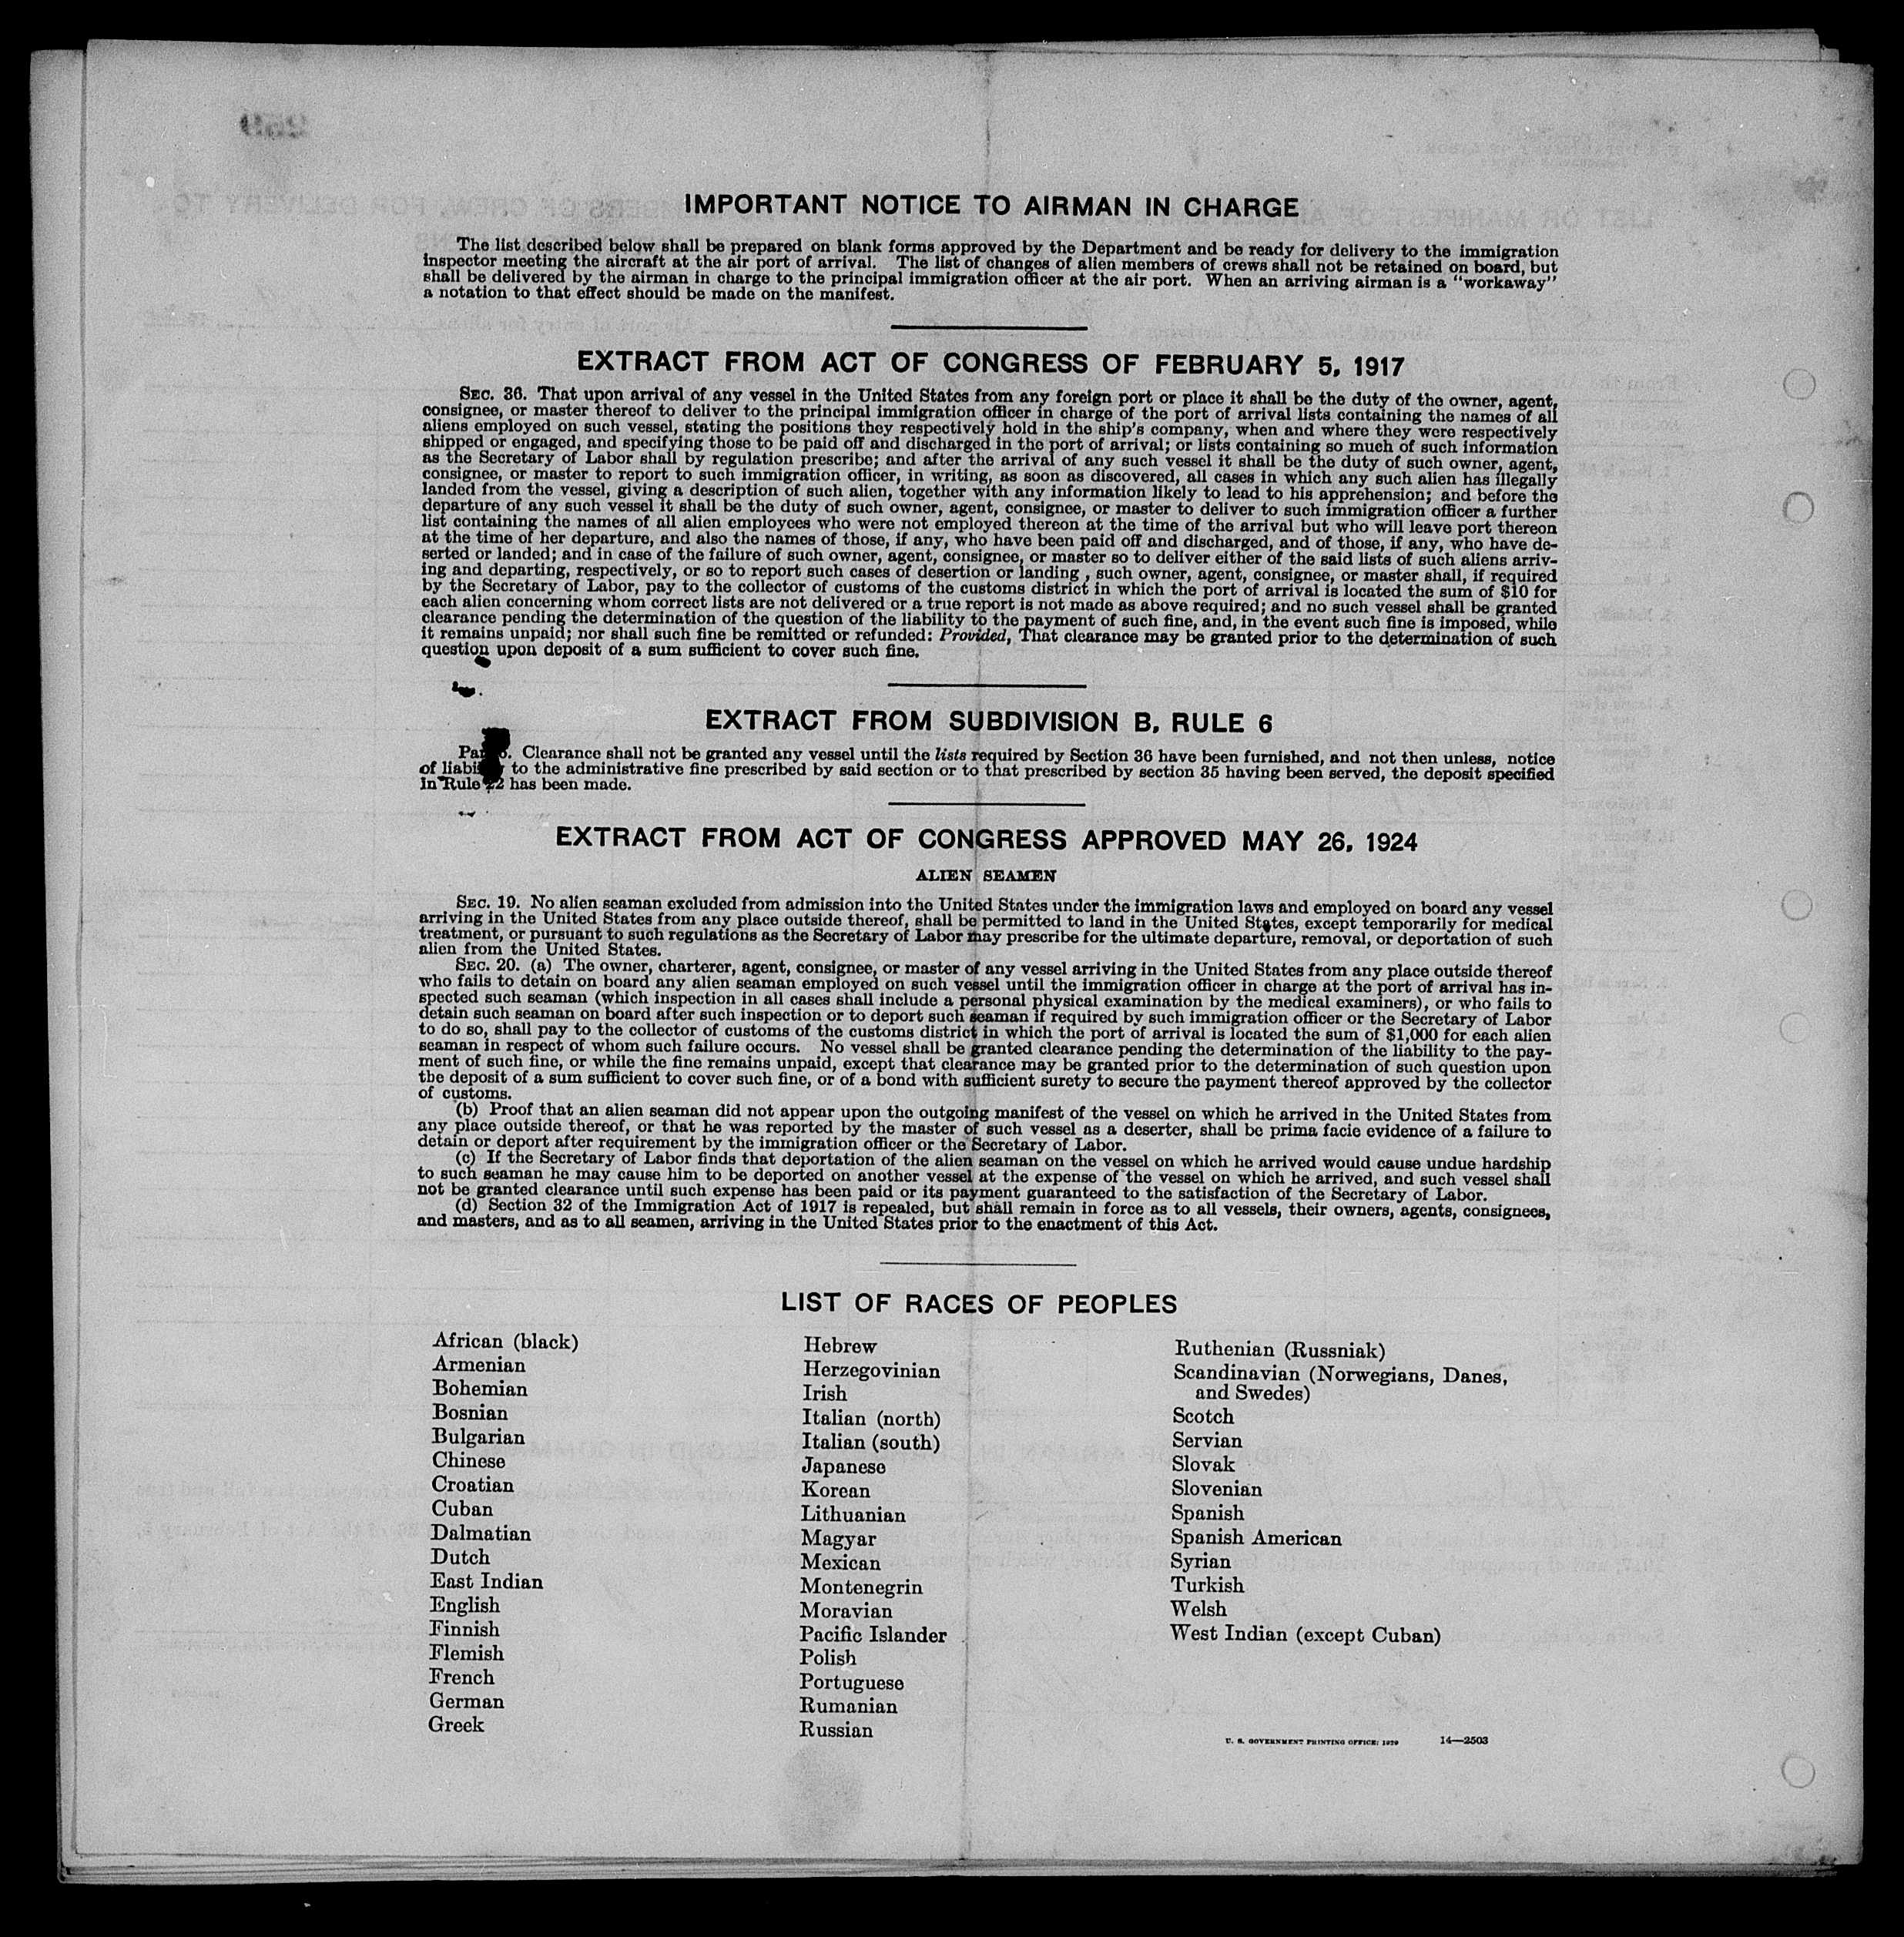 IMPORTANT NOTICE TO AIRMAN IN CHARGE
The list described below shall be prepared on blank forms approved by the Department and be ready for delivery to the immigration
inspector meeting the aircraft at the air port of arrival. The list of changes of alien members of crews shall not be retained on board, but
shall be delivered by the airman in charge to the principal immigration officer at the air port. When an arriving airman is a "workaway"
a notation to that effect should be made on the manifest.
EXTRACT FROM ACT OF CONGRESS OF FEBRUARY 5, 1917
SEC. 36. That upon arrival of any vessel in the United States from any foreign port or place it shall be the duty of the owner, agent,
consignee, or master thereof to deliver to the principal immigration officer in charge of the port of arrival lists containing the names of all
aliens employed on such vessel, stating the positions they respectively hold in the ship's company, when and where they were respectively
shipped or engaged, and specifying those to be paid off and discharged in the port of arrival; or lists containing so much of such information
as the Secretary of Labor shall by regulation prescribe; and after the arrival of any such vessel it shall be the duty of such owner, agent,
consignee, or master to report to such immigration officer, in writing, as soon as discovered, all cases in which any such alien has illegally
landed from the vessel, giving a description of such alien, together with any information likely to lead to his apprehension; and before the
departure of any such vessel it shall be the duty of such owner, agent, consignee, or master to deliver to such immigration officer a further
list containing the names of all alien employees who were not employed thereon at the time of the arrival but who will leave port thereon
at the time of her departure, and also the names of those, if any, who have been paid off and discharged, and of those, if any, who have de-
serted or landed; and in case of the failure of such owner, agent, consignee, or master so to deliver either of the said lists of such aliens arriv-
ing and departing, respectively, or so to report such cases of desertion or landing , such owner, agent, consignee, or master shall, if required
by the Secretary of Labor, pay to the collector of customs of the customs district in which the port of arrival is located the sum of $10 for
each alien concerning whom correct lists are not delivered or a true report is not made as above required; and no such vessel shall be granted
clearance pending the determination of the question of the liability to the payment of such fine, and, in the event such fine is imposed, while
it remains unpaid; nor shall such fine be remitted or refunded: Provided, That clearance may be granted prior to the determination of such
question upon deposit of a sum sufficient to cover such fine.
EXTRACT FROM SUBDIVISION B, RULE 6
Clearance shall not be granted any vessel until the lists required by Section 36 have been furnished, and not then unless, notice
of liability to the administrative fine prescribed by said section or to that prescribed by section 35 having been served, the deposit specified
in Rule 22 has been made.
EXTRACT FROM ACT OF CONGRESS APPROVED MAY 26, 1924
ALIEN SEAMEN
SEC. 19. No alien seaman excluded from admission into the United States under the immigration laws and employed on board any vessel
arriving in the United States from any place outside thereof, shall be permitted to land in the United States, except temporarily for medical
treatment, or pursuant to such regulations as the Secretary of Labor may prescribe for the ultimate departure, removal, or deportation of such
alien from the United States.
SEC. 20. (a) The owner, charterer, agent, consignee, or master of any vessel arriving in the United States from any place outside thereof
who fails to detain on board any alien seaman employed on such vessel until the immigration officer in charge at the port of arrival has in-
spected such seaman (which inspection in all cases shall include a personal physical examination by the medical examiners), or who fails to
detain such seaman on board after such inspection or to deport such seaman if required by such immigration officer or the Secretary of Labor
to do so, shall pay to the collector of customs of the customs district in which the port of arrival is located the sum of $1,000 for each alien
seaman in respect of whom such failure occurs. No vessel shall be granted clearance pending the determination of the liability to the pay-
ment of such fine, or while the fine remains unpaid, except that clearance may be granted prior to the determination of such question upon
the deposit of a sum sufficient to cover such fine, or of a bond with sufficient surety to secure the payment thereof approved by the collector
of customs.
(b) Proof that an alien seaman did not appear upon the outgoing manifest of the vessel on which he arrived in the United States from
any place outside thereof, or that he was reported by the master of such vessel as a deserter, shall be prima facie evidence of a failure to
detain or deport after requirement by the immigration officer or the Secretary of Labor.
(c) If the Secretary of Labor finds that deportation of the alien seaman on the vessel on which he arrived would cause undue hardship
to such seaman he may cause him to be deported on another vessel at the expense of the vessel on which he arrived, and such vessel shall
not be granted clearance until such expense has been paid or its payment guaranteed to the satisfaction of the Secretary of Labor.
(d) Section 32 of the Immigration Act of 1917 is repealed, but shall remain in force as to all vessels, their owners, agents, consignees,
and masters, and as to all seamen, arriving in the United States prior to the enactment of this Act.
LIST OF RACES OF PEOPLES
African (black)
Armenian
Bohemian
Bosnian
Bulgarian
Chinese
Croatian
Cuban
Dalmatian
Dutch
East Indian
English
Finnish
Flemish
French
German
Greek
Hebrew
Herzegovinian
Irish
Italian (north)
Italian (south)
Japanese
Korean
Lithuanian
Magyar
Mexican
Montenegrin
Moravian
Pacific Islander
Polish
Portuguese
Rumanian
Russian
Ruthenian (Russniak)
Scandinavian (Norwegians, Danes,
and Swedes)
Scotch
Servian
Slovak
Slovenian
Spanish
Spanish American
Syrian
Turkish
Welsh
West Indian (except Cuban)
U. S. GOVERNMENT PRINTING OFFICE: 1929 14—2503